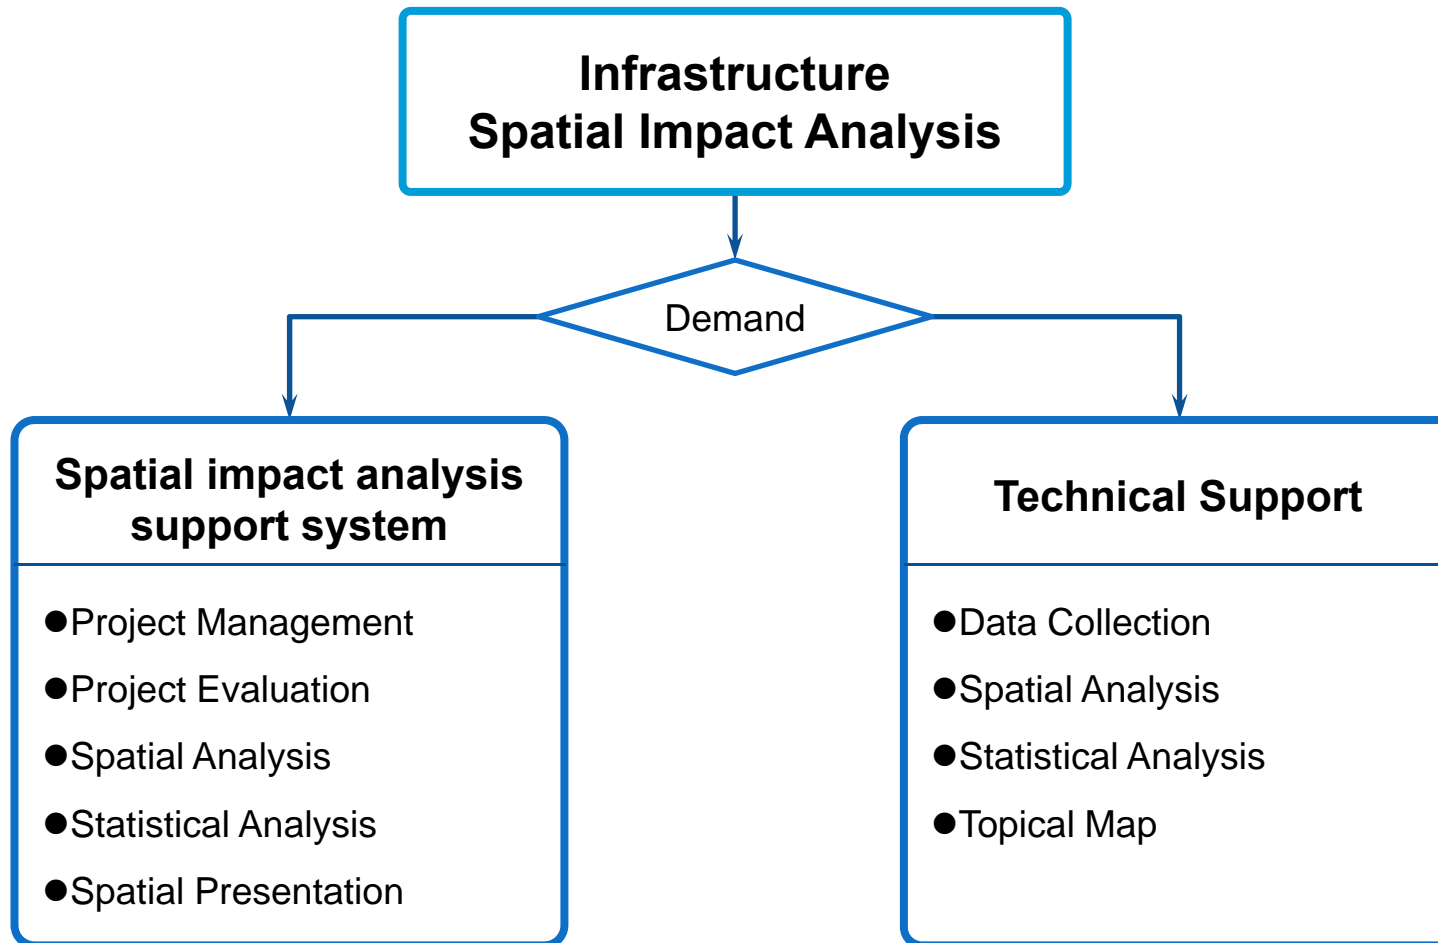 Infrastructure
Spatial Impact Analysis
Demand
Spatial impact analysis
support system
●Project Management
●Project Evaluation
●Spatial Analysis
●Statistical Analysis
●Spatial Presentation
Technical Support
●Data Collection
●Spatial Analysis
●Statistical Analysis
●Topical Map